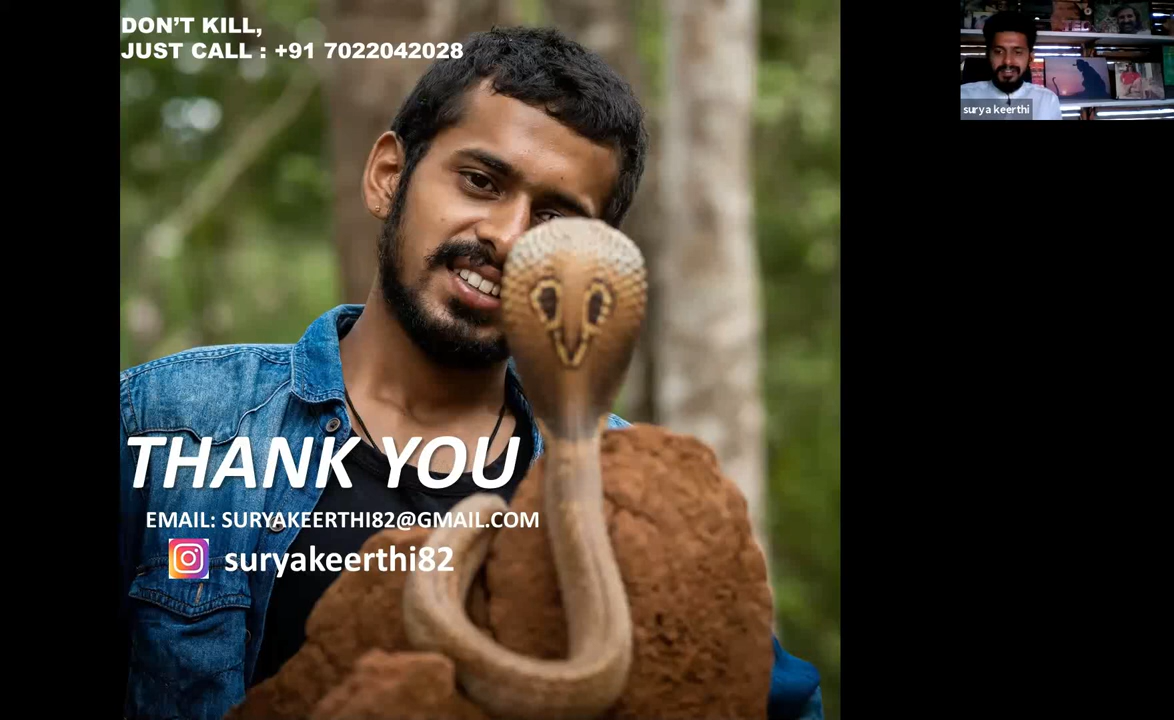 DON'T KILL,
JUST CALL : +91 7022042028
surya keerthi
THANK YOU
EMAIL: SURYAKEERTHI82@GMAIL.COM
suryakeerthi82